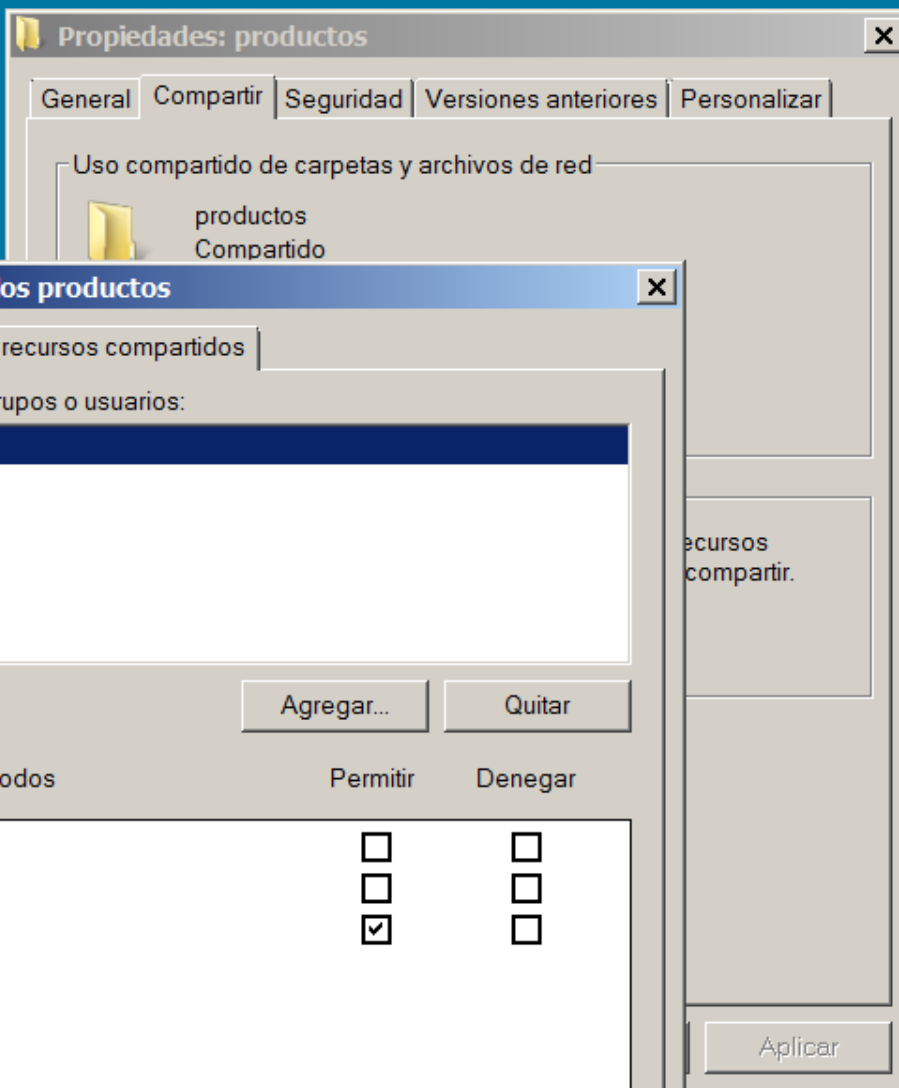 Propiedades: productos
General Compartir Seguridad Versiones anteriores Personalizar
Uso compartido de carpetas y archivos de red
productos
Compartido
os productos
recursos compartidos
rupos o usuarios:
ecursos
compartir.
Agregar... Quitar
odos Permitir Denegar
Aplicar